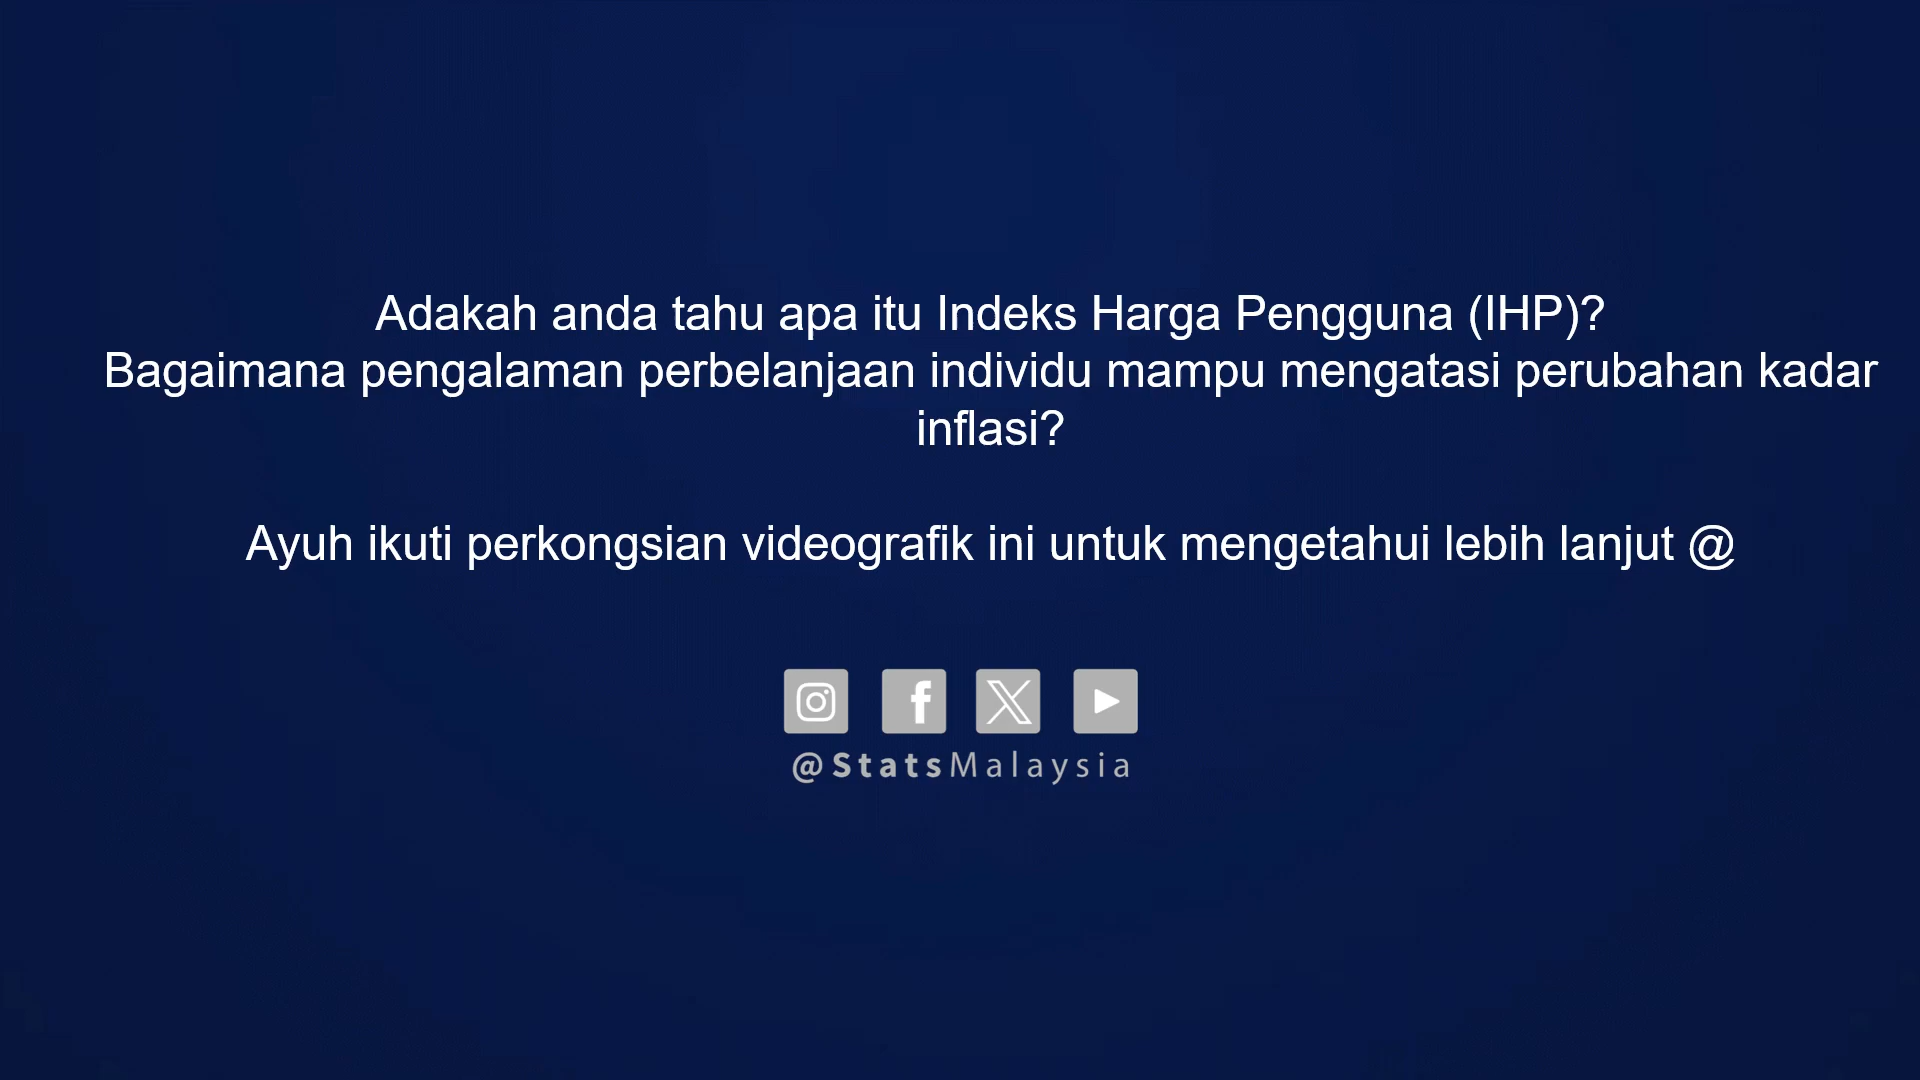 Adakah anda tahu apa itu Indeks Harga Pengguna (IHP)?
Bagaimana pengalaman perbelanjaan individu mampu mengatasi perubahan kadar
inflasi?
Ayuh ikuti perkongsian videografik ini untuk mengetahui lebih lanjut @
@StatsMalaysia